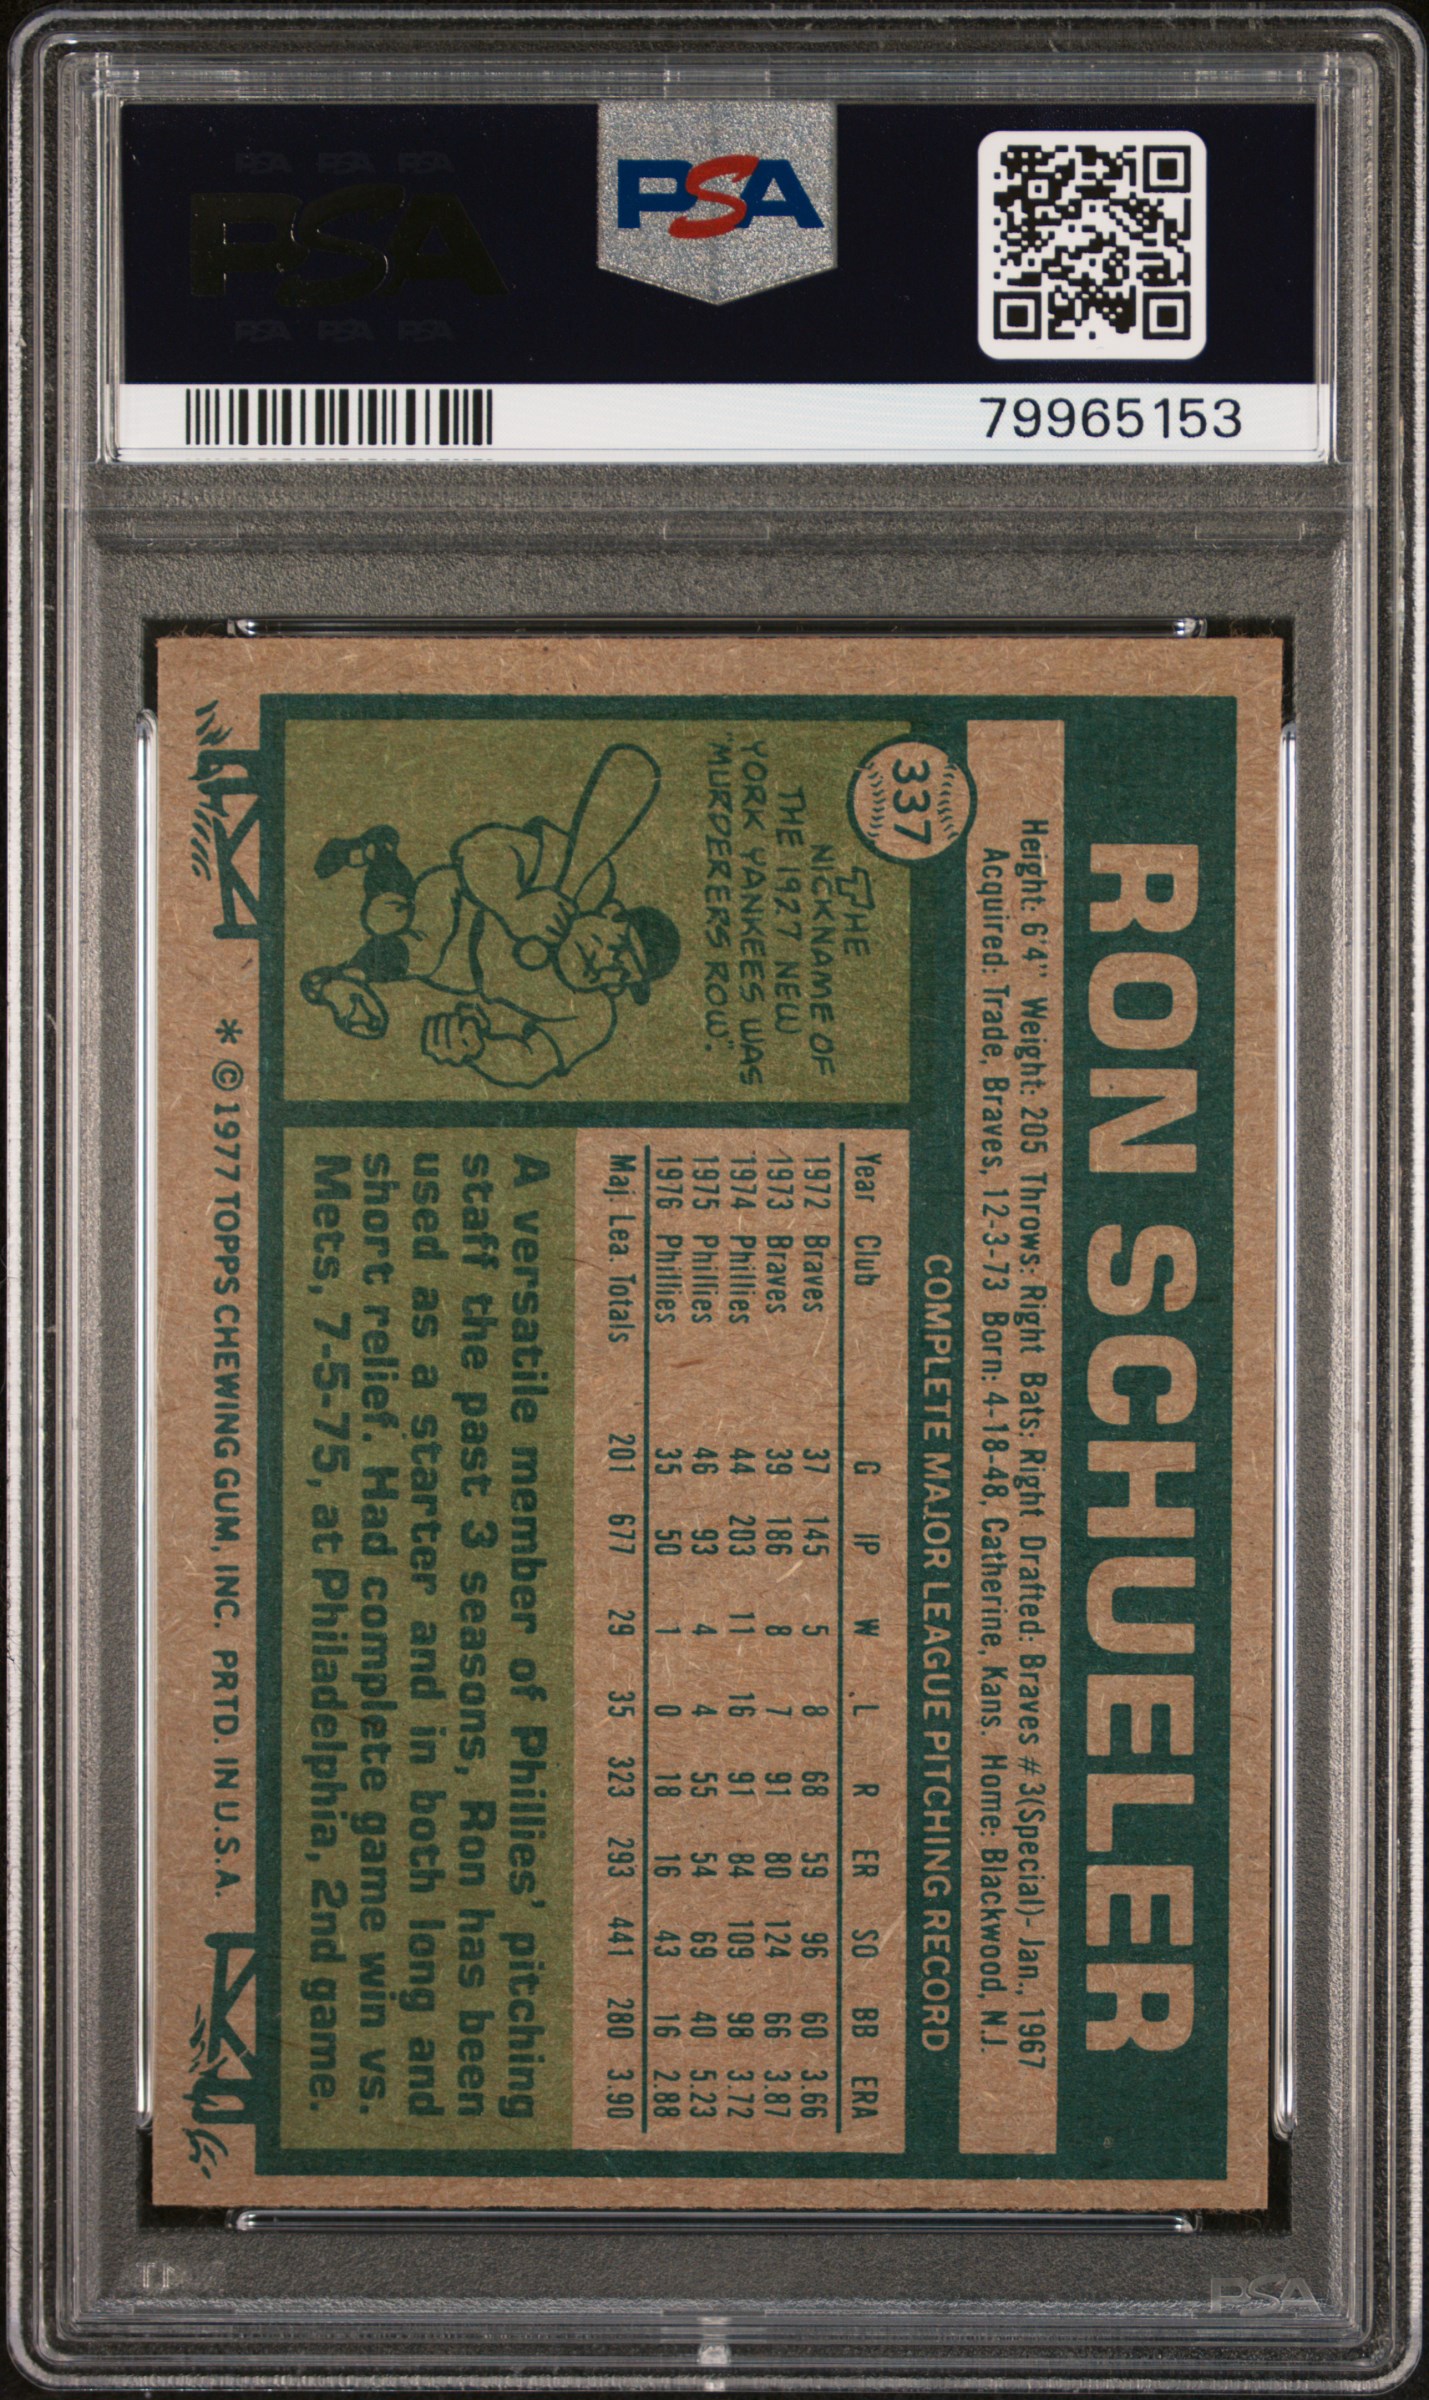 PSA PSA PSA
PSA
PSA PSA PSA
PSA
79965153
RON SCHUELER
Height: 6'4" Weight: 205 Throws: Right Bats: Right Drafted: Braves #3(Special)-Jan., 1967
Acquired: Trade, Braves, 12-3-73 Born: 4-18-48, Catherine, Kans. Home: Blackwood, N.J.
337
COMPLETE MAJOR LEAGUE PITCHING RECORD
THE
NICKNAME OF
THE 1927 NEW
YORK YANKEES WAS
"MURDERERS ROW".
Year Club G IP W L R ER SO BB ERA
1972 Braves 37 145 5 8 68 59 96 60 3.66
1973 Braves 39 186 8 7 91 80 124 66 3.87
1974 Phillies 44 203 11 16 91 84 109 98 3.72
1975 Phillies 46 93 4 4 55 54 69 40 5.23
1976 Phillies 35 50 1 0 18 16 43 16 2.88
Maj. Lea. Totals 201 677 29 35 323 293 441 280 3.90
A versatile member of Phillies' pitching
staff the past 3 seasons, Ron has been
used as a starter and in both long and
short relief. Had complete game win vs.
Mets, 7-5-75, at Philadelphia, 2nd game.
* © 1977 TOPPS CHEWING GUM, INC. PRTD. IN U.S.A.
PSA